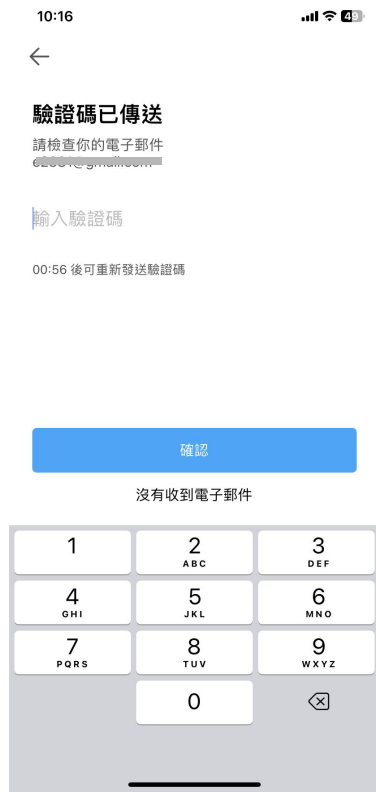 10:16
49
驗證碼已傳送
請檢查你的電子郵件
輸入驗證碼
00:56 後可重新發送驗證碼
確認
沒有收到電子郵件
1
2
ABC
3
DEF
4
GHI
5
JKL
6
MNO
7
PQRS
8
TUV
9
WXYZ
0